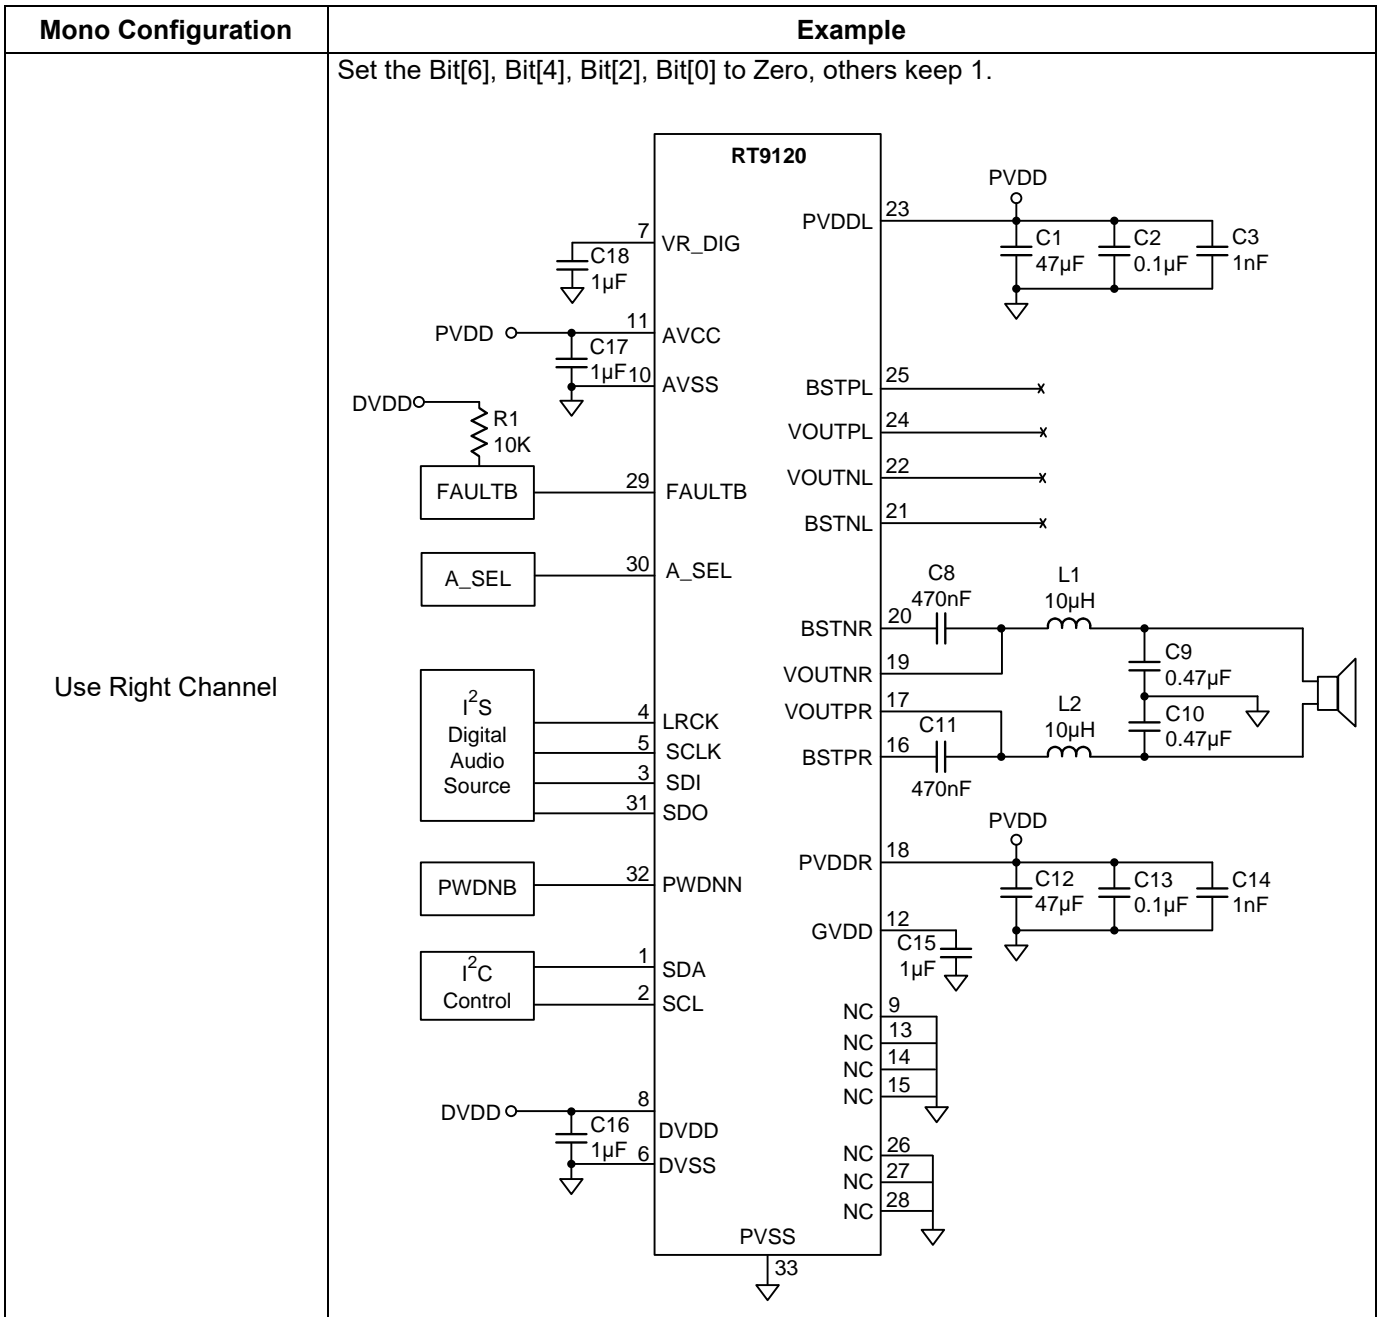 Mono Configuration
Example
Use Right Channel
Set the Bit[6], Bit[4], Bit[2], Bit[0] to Zero, others keep 1.
RT9120
7
VR_DIG
C18
1µF
PVDD
11
AVCC
C17
1µF
10
AVSS
DVDD
R1
10K
FAULTB
29
FAULTB
A_SEL
30
A_SEL
I²S
Digital
Audio
Source
4
LRCK
5
SCLK
3
SDI
31
SDO
PWDNB
32
PWDNN
I²C
Control
1
SDA
2
SCL
DVDD
8
DVDD
C16
1µF
6
DVSS
PVSS
33
PVDD
PVDDL
23
C1
47µF
C2
0.1µF
C3
1nF
BSTPL
25
VOUTPL
24
VOUTNL
22
BSTNL
21
C8
470nF
L1
10µH
BSTNR
20
VOUTNR
19
C9
0.47µF
VOUTPR
17
C11
470nF
L2
10µH
C10
0.47µF
BSTPR
16
PVDD
PVDDR
18
C12
47µF
C13
0.1µF
C14
1nF
GVDD
12
C15
1µF
NC
9
NC
13
NC
14
NC
15
NC
26
NC
27
NC
28